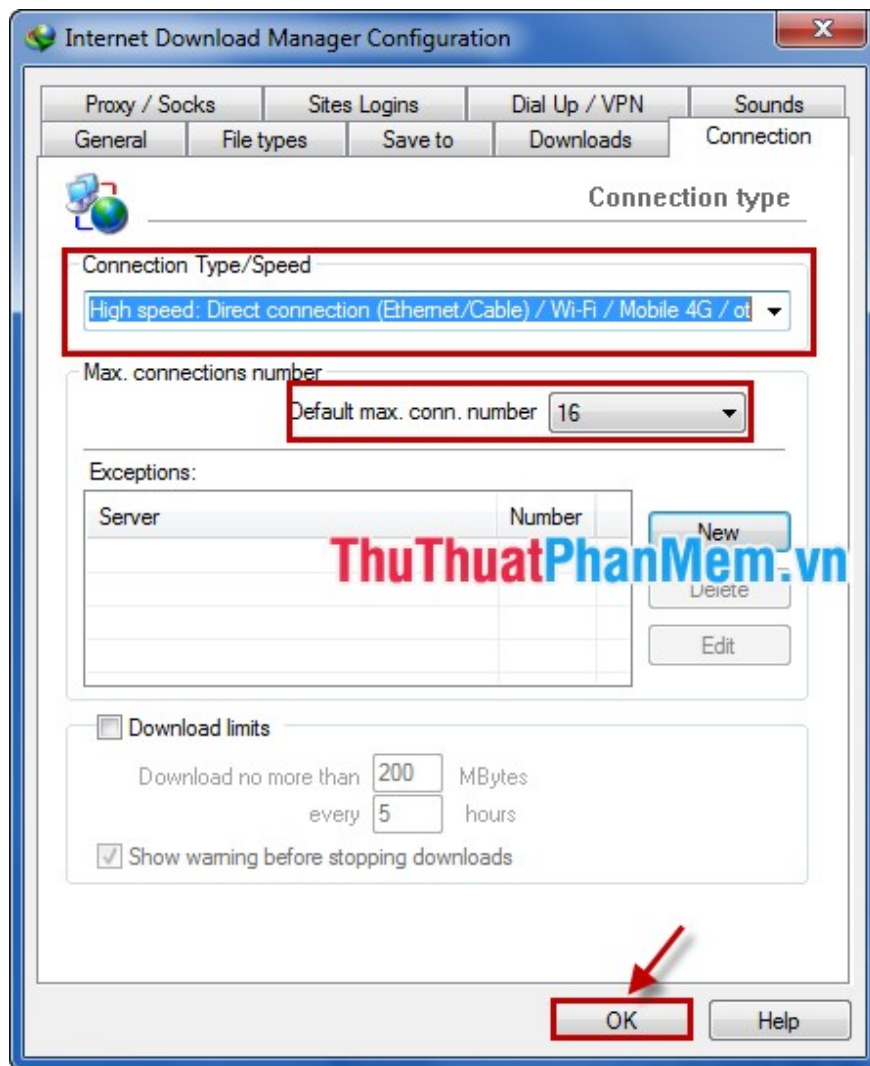 Internet Download Manager Configuration
Proxy / Socks Sites Logins Dial Up / VPN Sounds
General File types Save to Downloads Connection
Connection type
Connection Type/Speed
High speed: Direct connection (Ethernet/Cable) / Wi-Fi / Mobile 4G / ot
Max. connections number
Default max. conn. number 16
Exceptions:
Server Number
New
ThuThuatPhanMem.vn
Delete
Edit
Download limits
Download no more than 200 MBytes
every 5 hours
Show warning before stopping downloads
OK Help